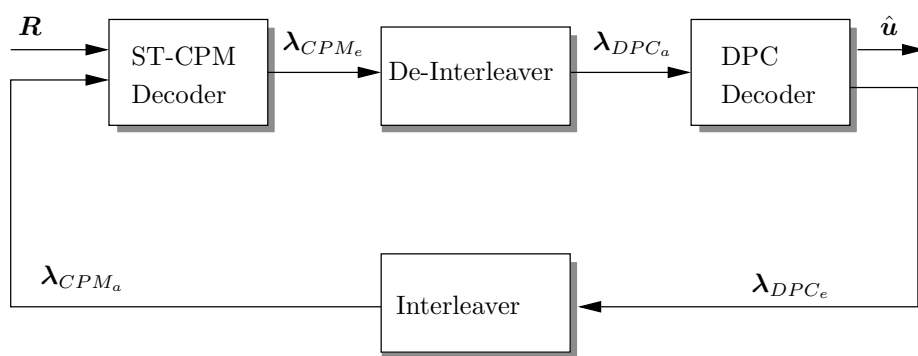 R
ST-CPM
Decoder
λCPMe
De-Interleaver
λDPCa
DPC
Decoder
û
λCPMa
Interleaver
λDPCe